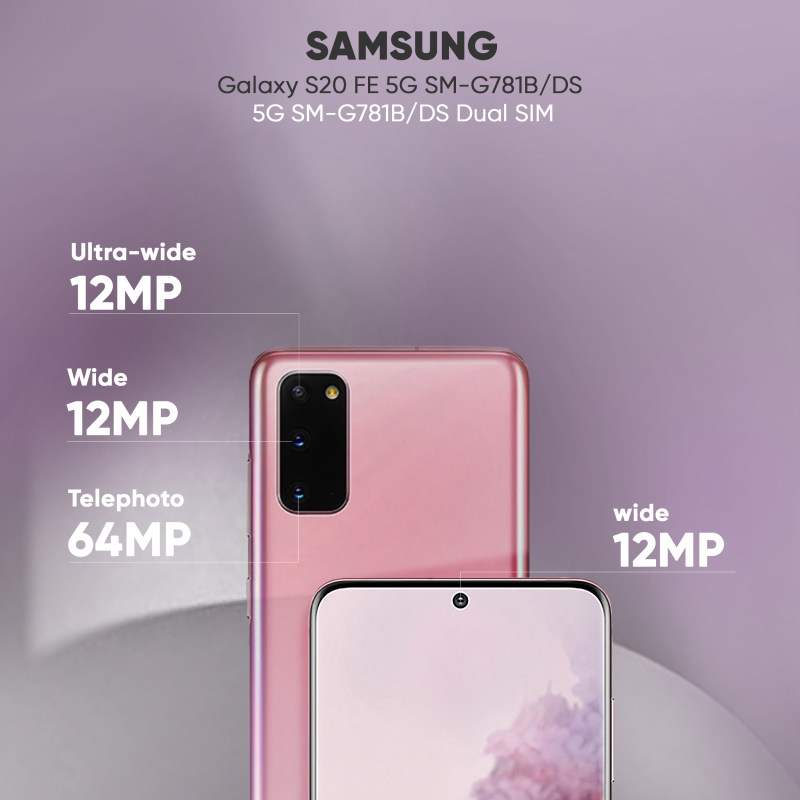 SAMSUNG
Galaxy S20 FE 5G SM-G781B/DS
5G SM-G781B/DS Dual SIM
Ultra-wide
12MP
Wide
12MP
Telephoto
64MP
wide
12MP